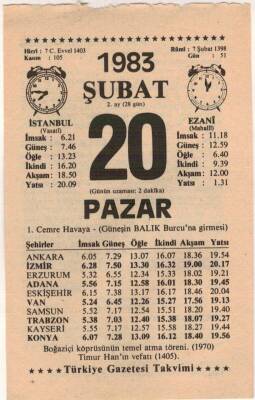 Hicrî : 7 C. Evvel 1403
Kasım : 105
1983
Rûmî : 7 Şubat 1398
Gün : 51
ŞUBAT
2. ay (28 gün)
İSTANBUL
(Vasatî)
İmsak : 6.21
Güneş : 7.46
Öğle : 13.23
İkindi : 16.20
Akşam : 18.50
Yatsı : 20.09
20
(Günün uzaması: 2 dakika)
EZANİ
(Mahallî)
İmsak : 11.18
Güneş : 12.59
Öğle : 6.40
İkindi : 9.39
Akşam : 12.00
Yatsı : 1.31
PAZAR
1. Cemre Havaya - (Güneşin BALIK Burcu'na girmesi)
Şehirler İmsak Güneş Öğle İkindi Akşam Yatsı
ANKARA 6.05 7.29 13.07 16.07 18.36 19.54
İZMİR 6.28 7.50 13.30 16.32 19.00 20.17
ERZURUM 5.32 6.55 12.34 15.33 18.02 19.21
ADANA 5.56 7.15 12.58 16.01 18.30 19.45
ESKİŞEHİR 6.15 7.38 13.17 16.17 18.46 20.04
VAN 5.24 6.45 12.26 15.27 17.56 19.13
SAMSUN 5.52 7.17 12.54 15.51 18.20 19.40
TRABZON 5.38 7.03 12.40 15.38 18.07 19.27
KAYSERİ 5.55 7.17 12.57 15.58 18.27 19.44
KONYA 6.07 7.28 13.09 16.12 18.40 19.56
Boğaziçi köprüsünün temel atma töreni. (1970)
Timur Han'ın vefatı (1405).
Türkiye Gazetesi Takvimi